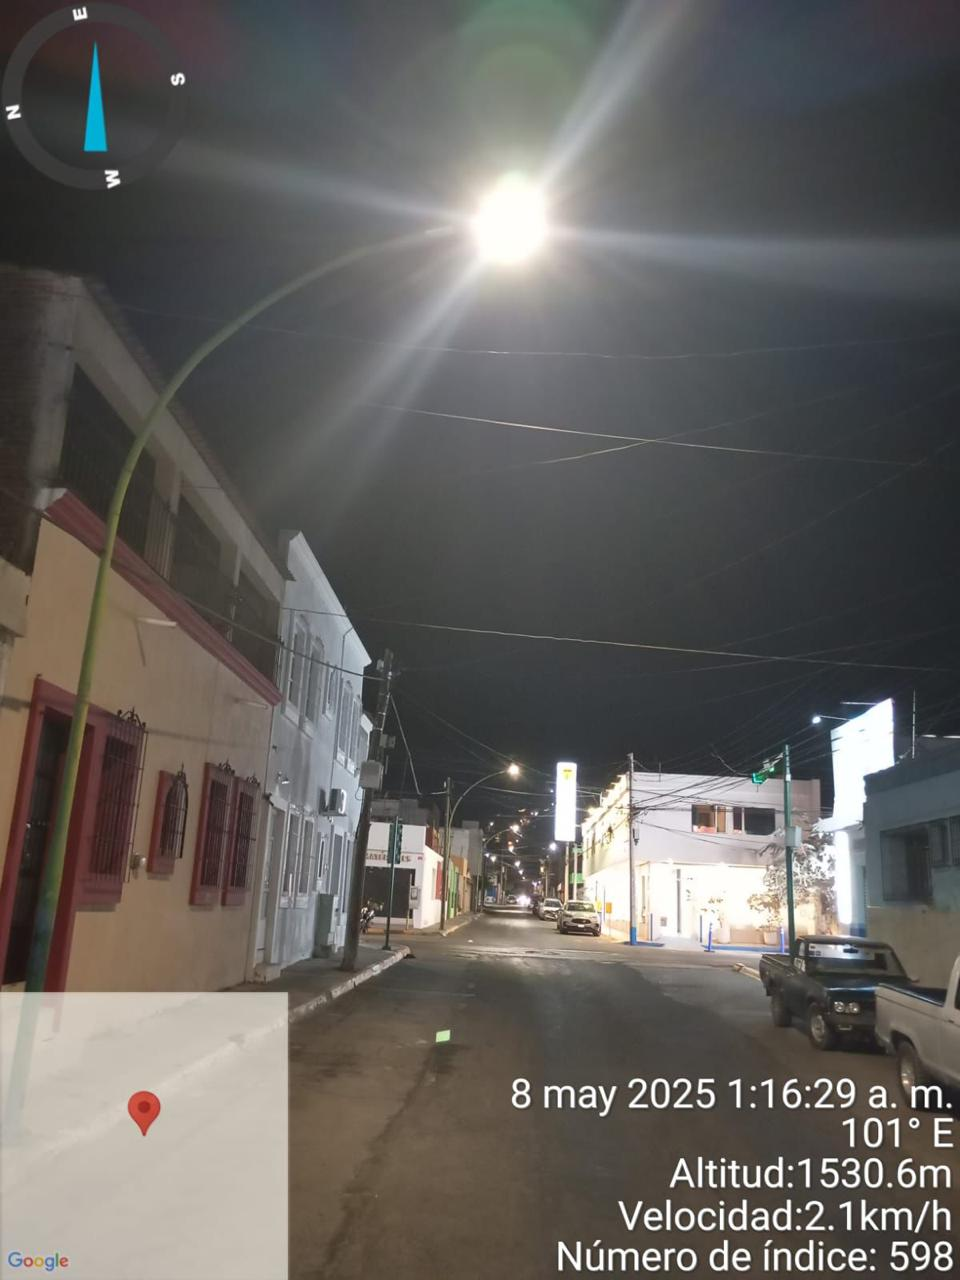 E
S
N
W
8 may 2025 1:16:29 a. m.
101° E
Altitud:1530.6m
Velocidad:2.1km/h
Número de índice: 598
Google